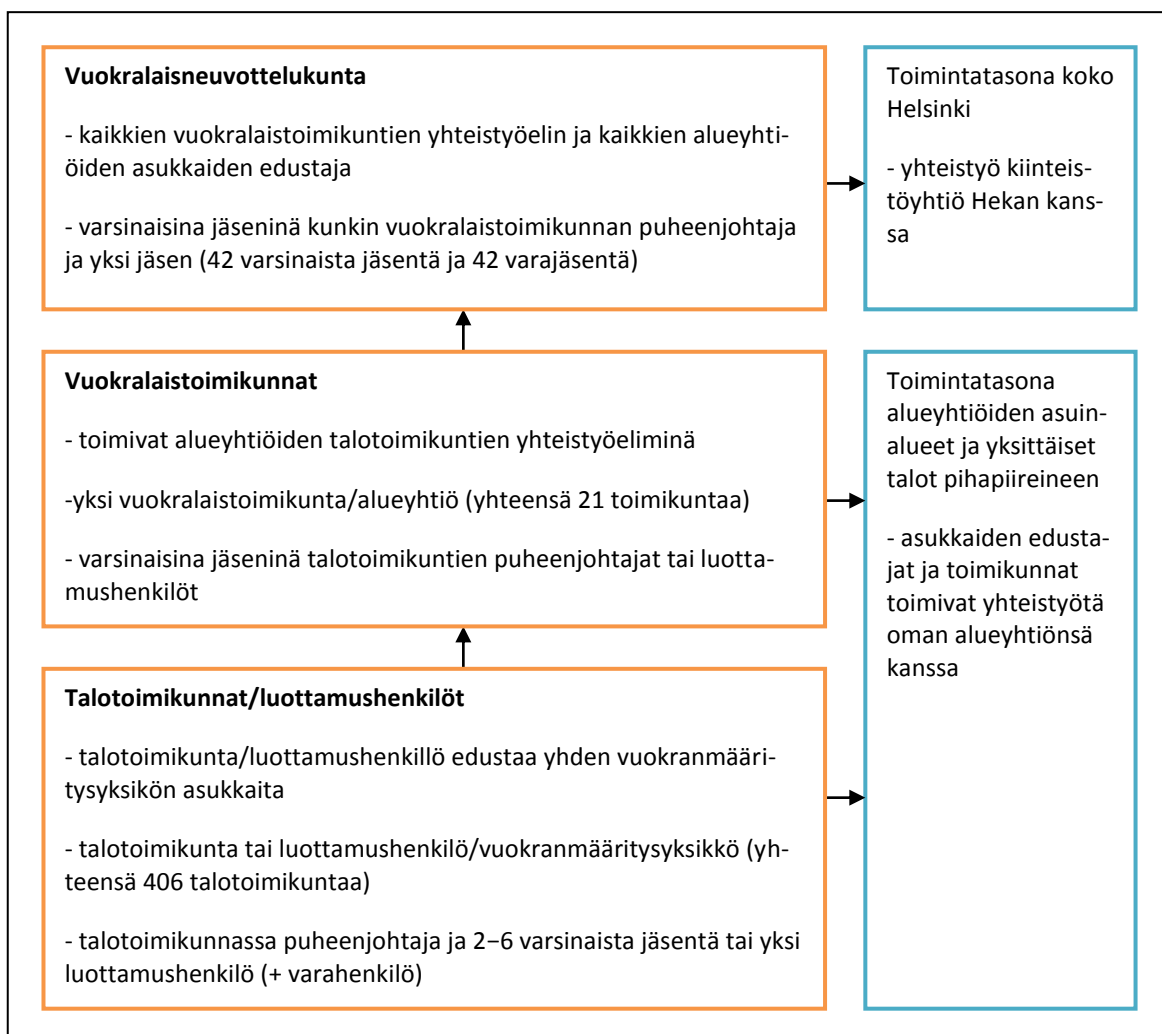 Vuokralaisneuvottelukunta
- kaikkien vuokralaistoimikuntien yhteistyöelin ja kaikkien alueyhti-
öiden asukkaiden edustaja
- varsinaisina jäseninä kunkin vuokralaistoimikunnan puheenjohtaja
ja yksi jäsen (42 varsinaista jäsentä ja 42 varajäsentä)
Toimintatasona koko
Helsinki
- yhteistyö kiinteis-
töyhtiö Hekan kans-
sa
Vuokralaistoimikunnat
- toimivat alueyhtiöiden talotoimikuntien yhteistyöeliminä
-yksi vuokralaistoimikunta/alueyhtiö (yhteensä 21 toimikuntaa)
- varsinaisina jäseninä talotoimikuntien puheenjohtajat tai luotta-
mushenkilöt
Toimintatasona
alueyhtiöiden asuin-
alueet ja yksittäiset
talot pihapiireineen
- asukkaiden edusta-
jat ja toimikunnat
toimivat yhteistyötä
oman alueyhtiönsä
kanssa
Talotoimikunnat/luottamushenkilöt
- talotoimikunta/luottamushenkillö edustaa yhden vuokranmääri-
tysyksikön asukkaita
- talotoimikunta tai luottamushenkilö/vuokranmääritysyksikkö (yh-
teensä 406 talotoimikuntaa)
- talotoimikunnassa puheenjohtaja ja 2−6 varsinaista jäsentä tai yksi
luottamushenkilö (+ varahenkilö)